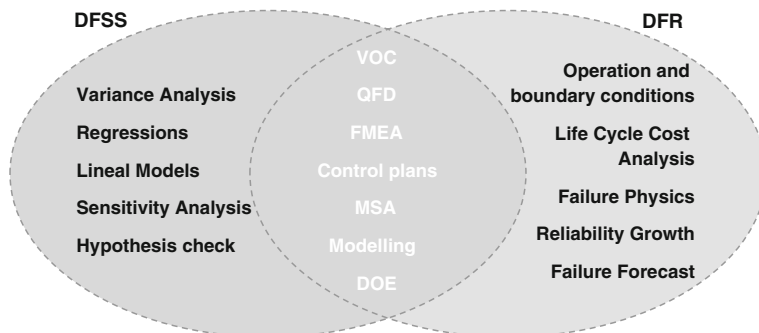 DFSS
DFR
VOC
QFD
FMEA
Control plans
MSA
Modelling
DOE
Variance Analysis
Regressions
Lineal Models
Sensitivity Analysis
Hypothesis check
Operation and
boundary conditions
Life Cycle Cost
Analysis
Failure Physics
Reliability Growth
Failure Forecast